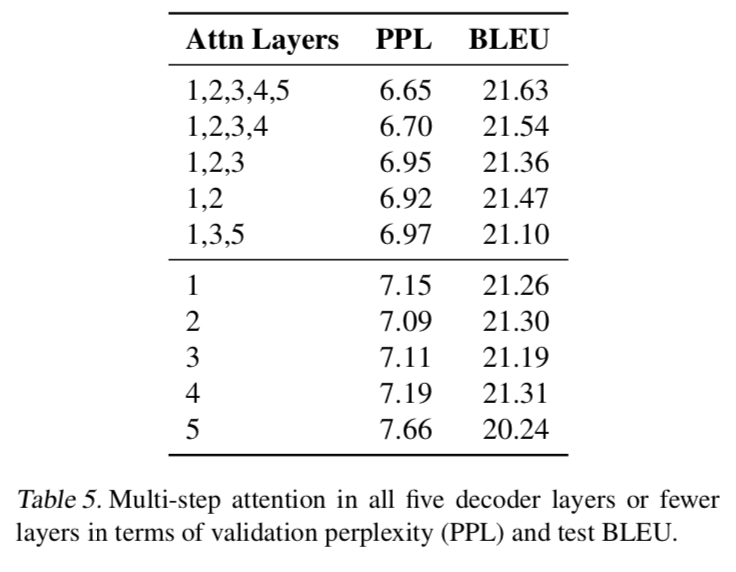 Attn Layers PPL BLEU
1,2,3,4,5 6.65 21.63
1,2,3,4 6.70 21.54
1,2,3 6.95 21.36
1,2 6.92 21.47
1,3,5 6.97 21.10
1 7.15 21.26
2 7.09 21.30
3 7.11 21.19
4 7.19 21.31
5 7.66 20.24
Table 5. Multi-step attention in all five decoder layers or fewer
layers in terms of validation perplexity (PPL) and test BLEU.